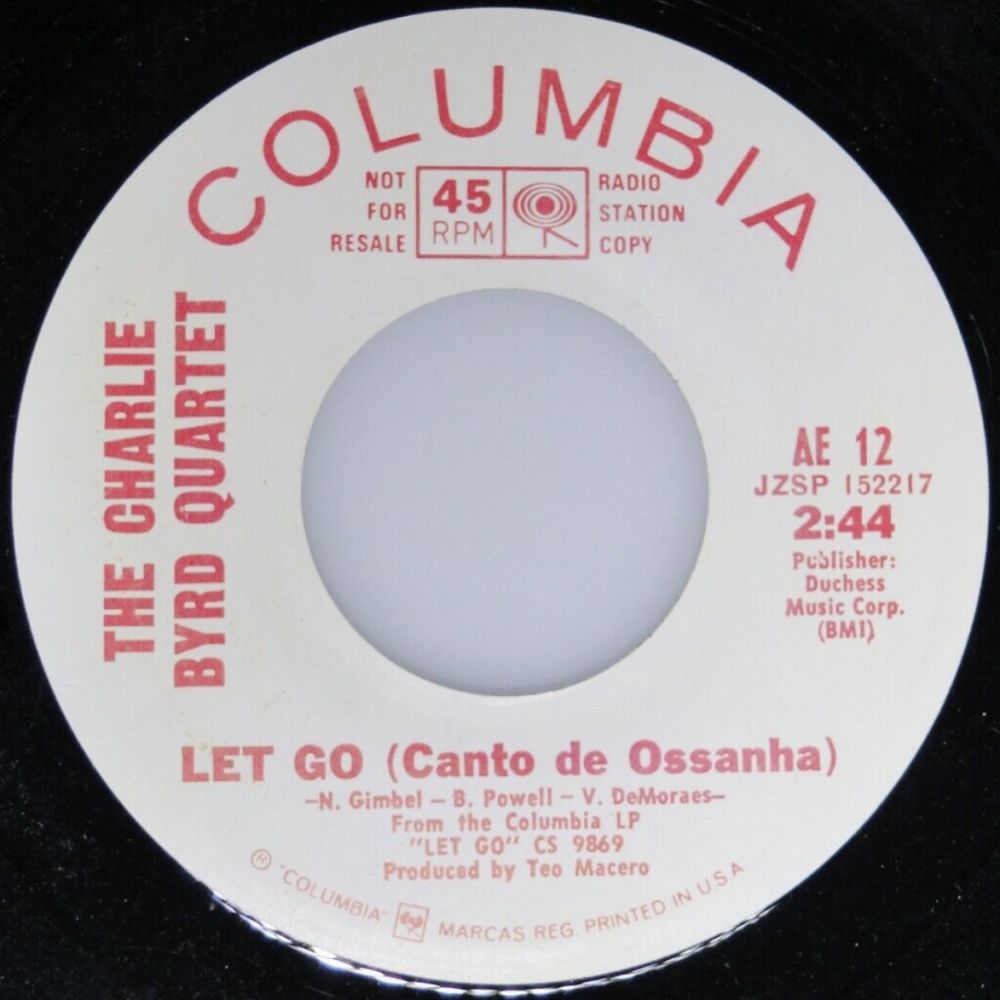 COLUMBIA
NOT
FOR
RESALE
45
RPM
RADIO
STATION
COPY
THE CHARLIE
BYRD QUARTET
AE 12
JZSP 152217
2:44
Publisher:
Duchess
Music Corp.
(BMI)
LET GO (Canto de Ossanha)
–N. Gimbel – B. Powell – V. DeMoraes–
From the Columbia LP
"LET GO" CS 9869
Produced by Teo Macero
® "COLUMBIA" MARCAS REG. PRINTED IN U.S.A